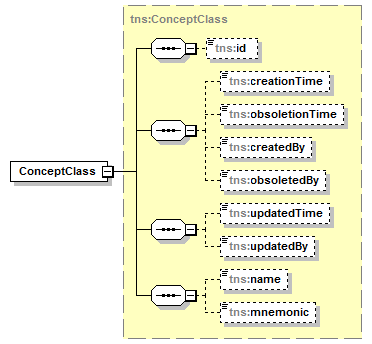 tns:ConceptClass
tns:id
tns:creationTime
tns:obsoletionTime
tns:createdBy
ConceptClass
tns:obsoletedBy
tns:updatedTime
tns:updatedBy
tns:name
tns:mnemonic